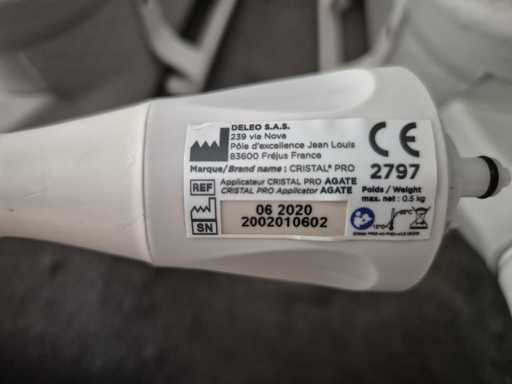 DELEO S.A.S.
239 via Nova
Pôle d'excellence Jean Louis
83600 Fréjus France
CE
2797
Marque/Brand name : CRISTAL® PRO
REF
Applicateur CRISTAL PRO AGATE
CRISTAL PRO Applicator AGATE
Poids / Weight
max. net : 0.5 kg
06 2020
SN
2002010602